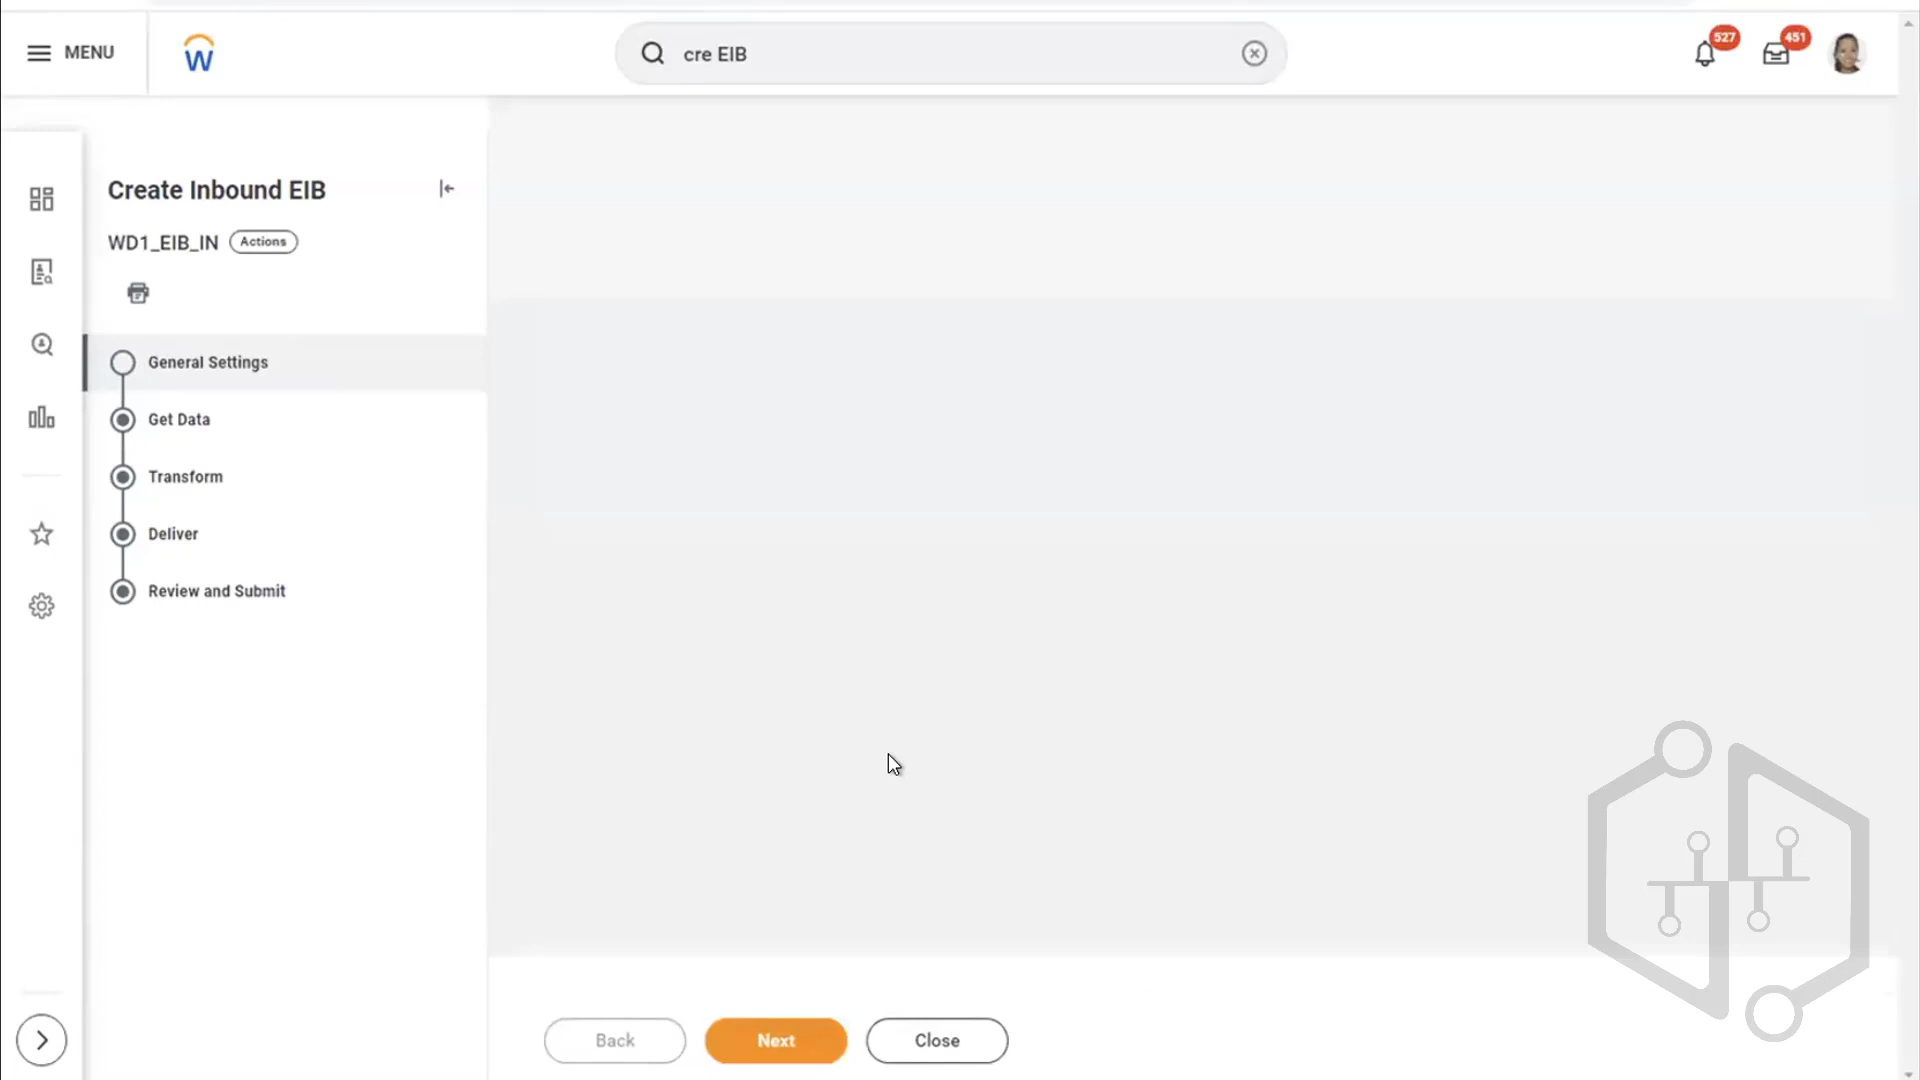 MENU
cre EIB
527
451
Create Inbound EIB
WD1_EIB_IN
Actions
General Settings
Get Data
Transform
Deliver
Review and Submit
Back
Next
Close